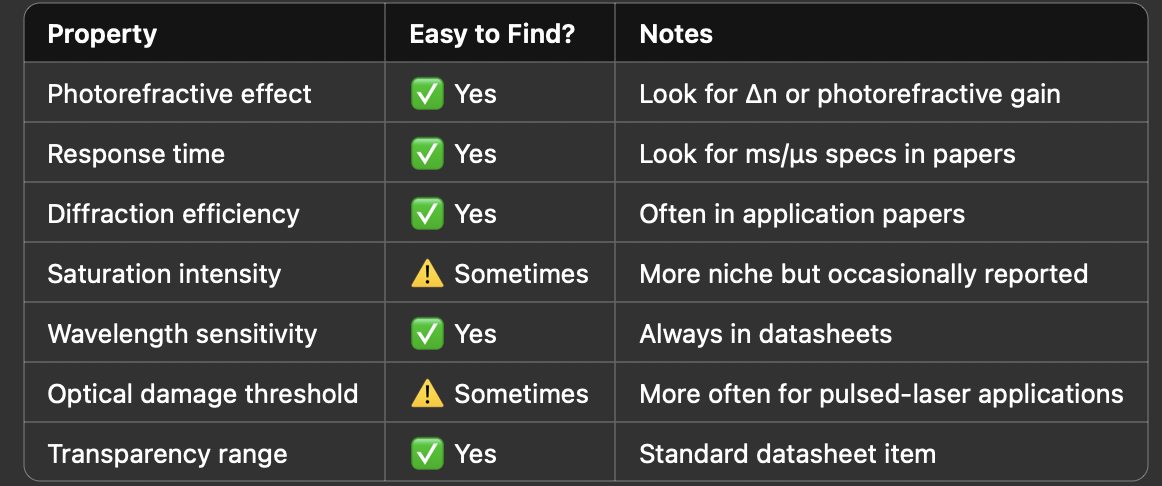 Property Easy to Find? Notes
Photorefractive effect ✅ Yes Look for Δn or photorefractive gain
Response time ✅ Yes Look for ms/µs specs in papers
Diffraction efficiency ✅ Yes Often in application papers
Saturation intensity ⚠️ Sometimes More niche but occasionally reported
Wavelength sensitivity ✅ Yes Always in datasheets
Optical damage threshold ⚠️ Sometimes More often for pulsed-laser applications
Transparency range ✅ Yes Standard datasheet item